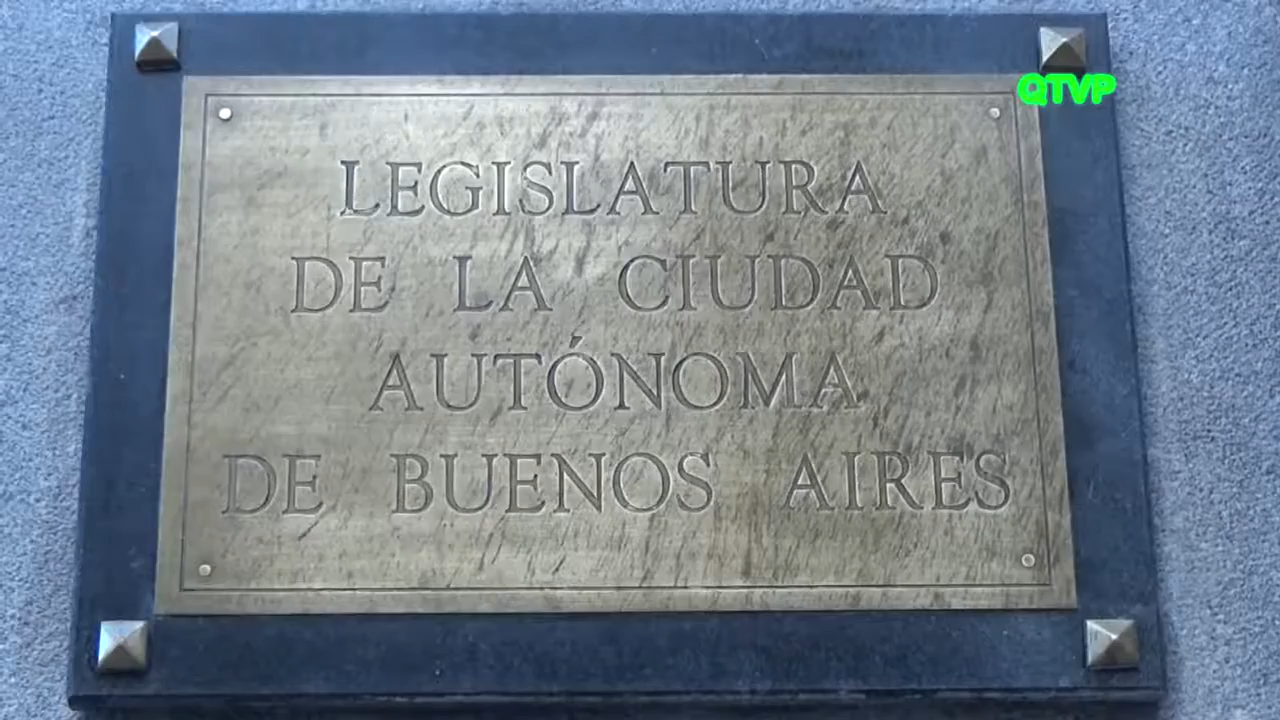 QTVP
LEGISLATURA
DE LA CIUDAD
AUTÓNOMA
DE BUENOS AIRES